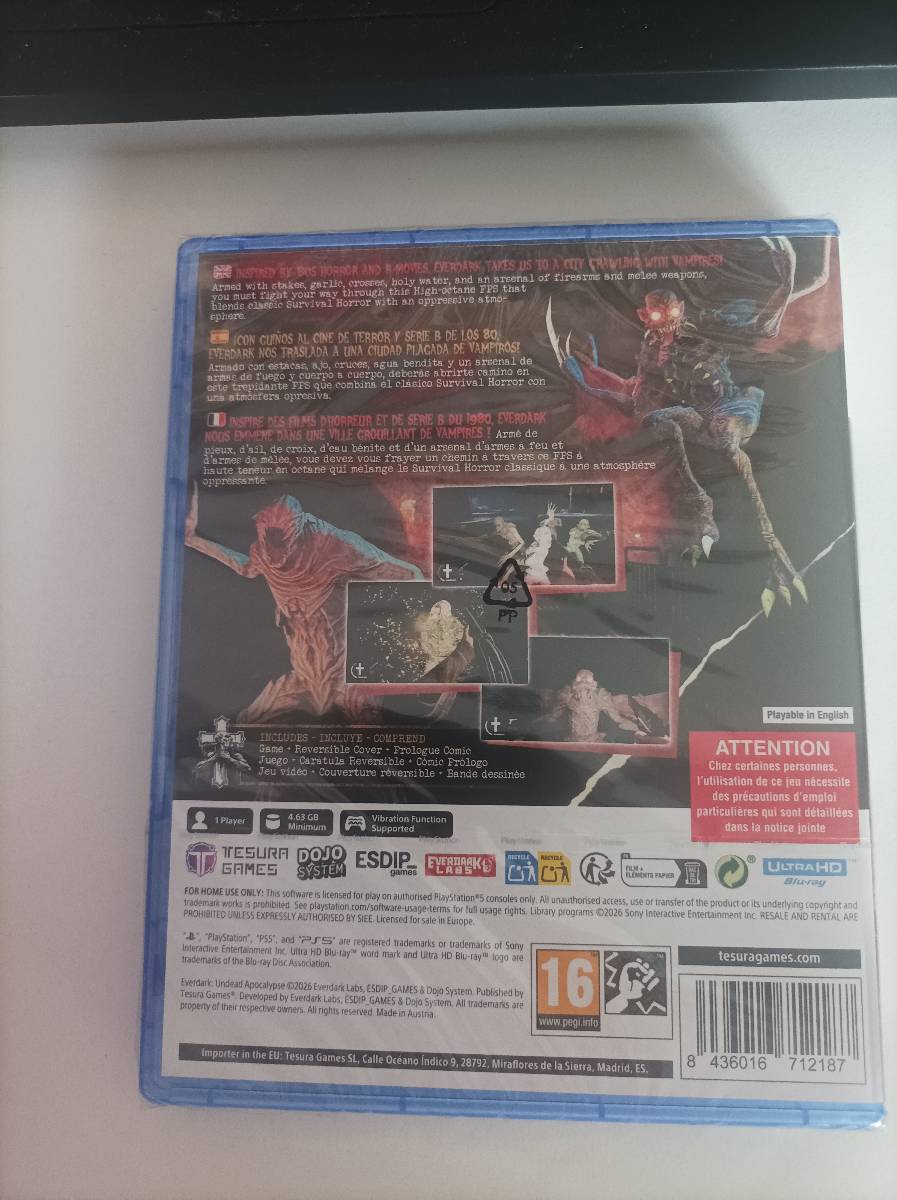 INSPIRED BY '80S HORROR AND B-MOVIES, EVERDARK TAKES US TO A CITY CRAWLING WITH VAMPIRES!
Armed with stakes, garlic, crosses, holy water, and an arsenal of firearms and melee weapons,
you must fight your way through this High-octane FPS that
blends classic Survival Horror with an oppressive atmo-
sphere.
¡CON GUIÑOS AL CINE DE TERROR Y SERIE B DE LOS 80,
EVERDARK NOS TRASLADA A UNA CIUDAD PLAGADA DE VAMPIROS!
Armado con estacas, ajo, cruces, agua bendita y un arsenal de
armas de fuego y cuerpo a cuerpo, deberás abrirte camino en
este trepidante FPS que combina el clásico Survival Horror con
una atmósfera opresiva.
INSPIRE DES FILMS D'HORREUR ET DE SERIE B DU 1980, EVERDARK
NOUS EMMENE DANS UNE VILLE GROUILLANT DE VAMPIRES ! Armé de
pieux, d'ail, de croix, d'eau bénite et d'un arsenal d'armes à feu et
d'armes de mêlée, vous devez vous frayer un chemin à travers ce FPS à
haute teneur en octane qui mélange le Survival Horror classique à une atmosphère
oppressante.
05
PP
Playable in English
INCLUDES - INCLUYE - COMPREND
Game • Reversible Cover • Prologue Comic
Juego • Carátula Reversible • Cómic Prólogo
Jeu vidéo • Couverture réversible • Bande dessinée
ATTENTION
Chez certaines personnes,
l'utilisation de ce jeu nécessite
des précautions d'emploi
particulières qui sont détaillées
dans la notice jointe
1 Player
4.63 GB
Minimum
Vibration Function
Supported
TESURA
GAMES
DOJO
SYSTEM
ESDIP_
games
EVERDARK
LABS
RECYCLE
RECYCLE
FILM +
ÉLÉMENTS PAPIER
ULTRA HD
Blu-ray™
FOR HOME USE ONLY: This software is licensed for play on authorised PlayStation®5 consoles only. All unauthorised access, use or transfer of the product or its underlying copyright and
trademark works is prohibited. See playstation.com/software-usage-terms for full usage rights. Library programs ©2026 Sony Interactive Entertainment Inc. RESALE AND RENTAL ARE
PROHIBITED UNLESS EXPRESSLY AUTHORISED BY SIEE. Licensed for sale in Europe.
" ", "PlayStation", "PS5", and "PS5" are registered trademarks or trademarks of Sony
Interactive Entertainment Inc. Ultra HD Blu-ray™ word mark and Ultra HD Blu-ray™ logo are
trademarks of the Blu-ray Disc Association.
Everdark: Undead Apocalypse ©2026 Everdark Labs, ESDIP_GAMES & Dojo System. Published by
Tesura Games®. Developed by Everdark Labs, ESDIP_GAMES & Dojo System. All trademarks are
property of their respective owners. All rights reserved. Made in Austria.
16
www.pegi.info
tesuragames.com
8 436016 712187
Importer in the EU: Tesura Games SL, Calle Océano Índico 9, 28792, Miraflores de la Sierra, Madrid, ES.